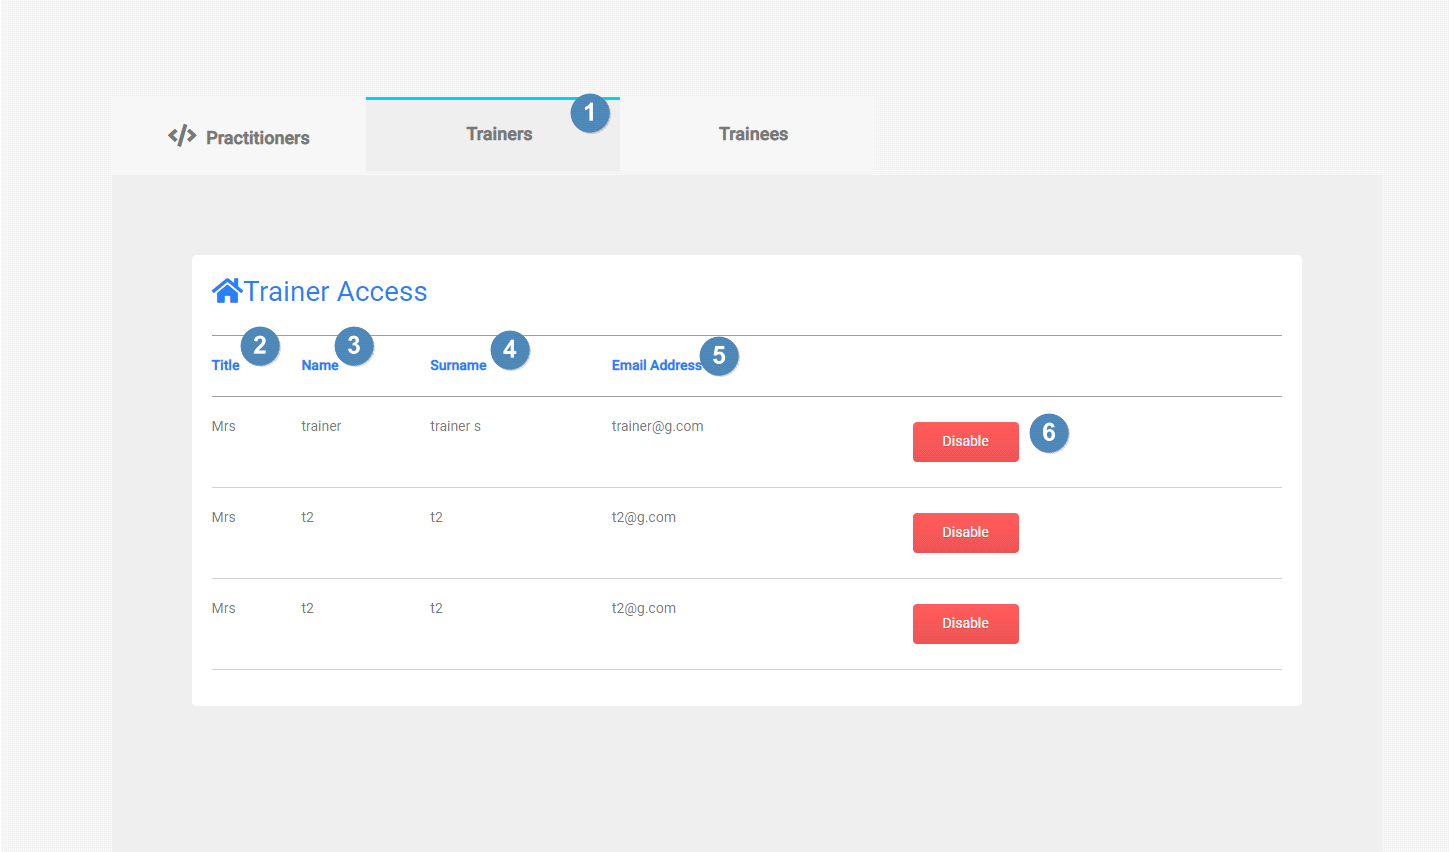 </> Practitioners Trainers 1 Trainees
Trainer Access
Title 2 Name 3 Surname 4 Email Address 5
Mrs trainer trainer s trainer@g.com Disable 6
Mrs t2 t2 t2@g.com Disable
Mrs t2 t2 t2@g.com Disable